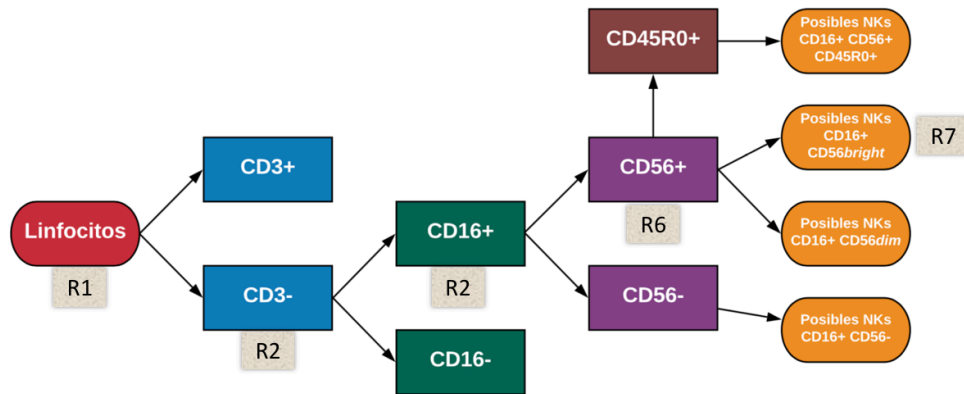 CD45R0+
Posibles NKs
CD16+ CD56+
CD45R0+
CD3+
CD56+
Posibles NKs
CD16+
CD56bright
R7
Linfocitos
CD16+
R6
Posibles NKs
CD16+ CD56dim
R1
CD3-
R2
CD56-
R2
CD16-
Posibles NKs
CD16+ CD56-